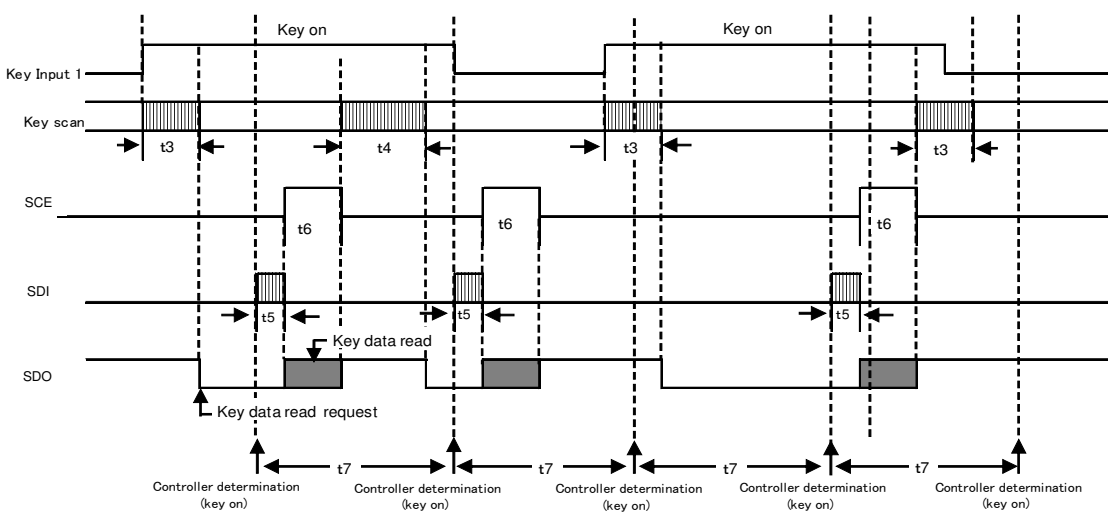 Key on
Key on
Key Input 1
Key scan
t3
t4
t3
t3
SCE
t6
t6
t6
SDI
t5
t5
t5
Key data read
SDO
Key data read request
t7
t7
t7
t7
Controller determination
(key on)
Controller determination
(key on)
Controller determination
(key on)
Controller determination
(key on)
Controller determination
(key on)